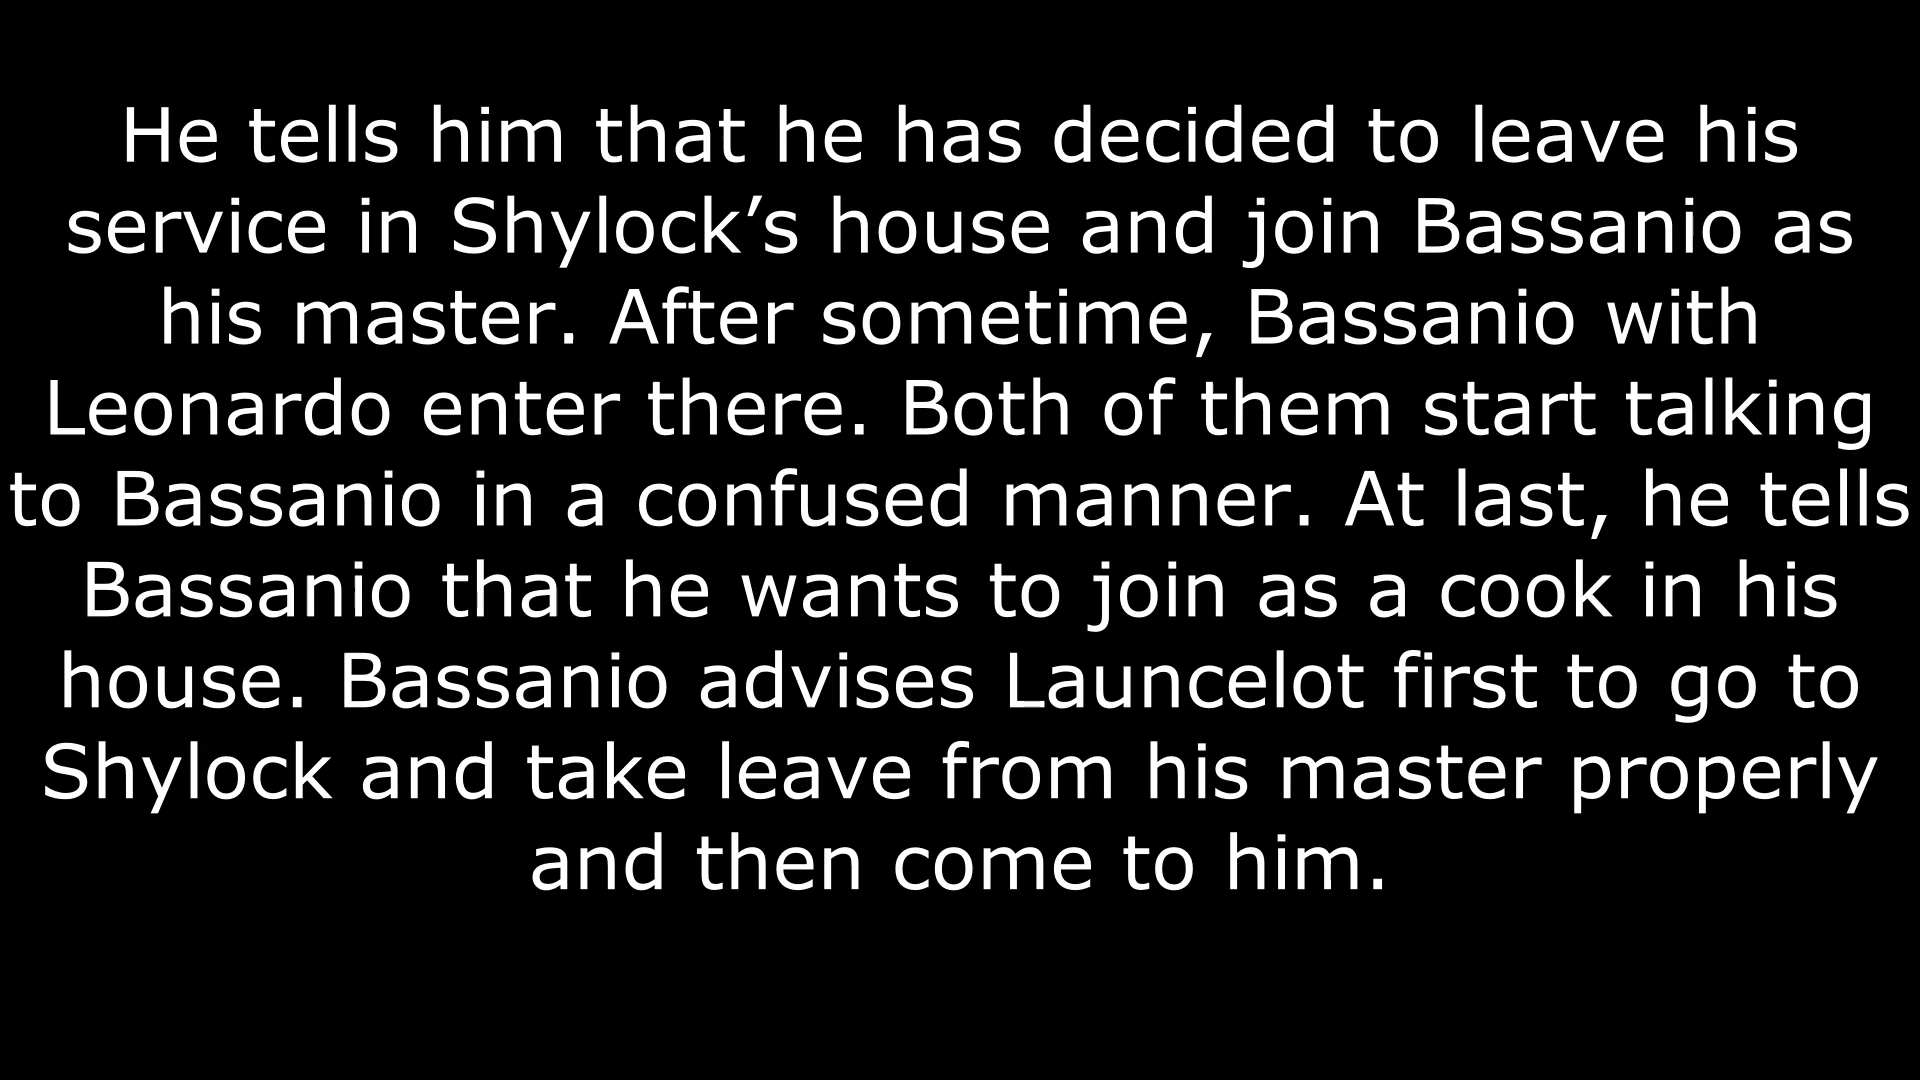 He tells him that he has decided to leave his
service in Shylock’s house and join Bassanio as
his master. After sometime, Bassanio with
Leonardo enter there. Both of them start talking
to Bassanio in a confused manner. At last, he tells
Bassanio that he wants to join as a cook in his
house. Bassanio advises Launcelot first to go to
Shylock and take leave from his master properly
and then come to him.